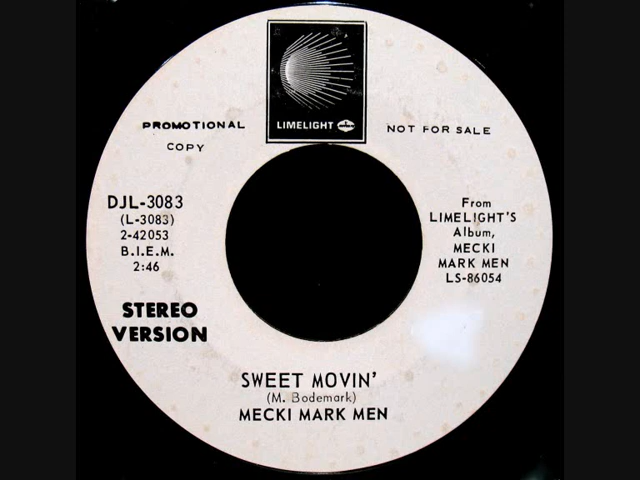 LIMELIGHT
PROMOTIONAL
COPY
NOT FOR SALE
DJL-3083
(L-3083)
2-42053
B.I.E.M.
2:46
From
LIMELIGHT'S
Album,
MECKI
MARK MEN
LS-86054
STEREO
VERSION
SWEET MOVIN'
(M. Bodemark)
MECKI MARK MEN